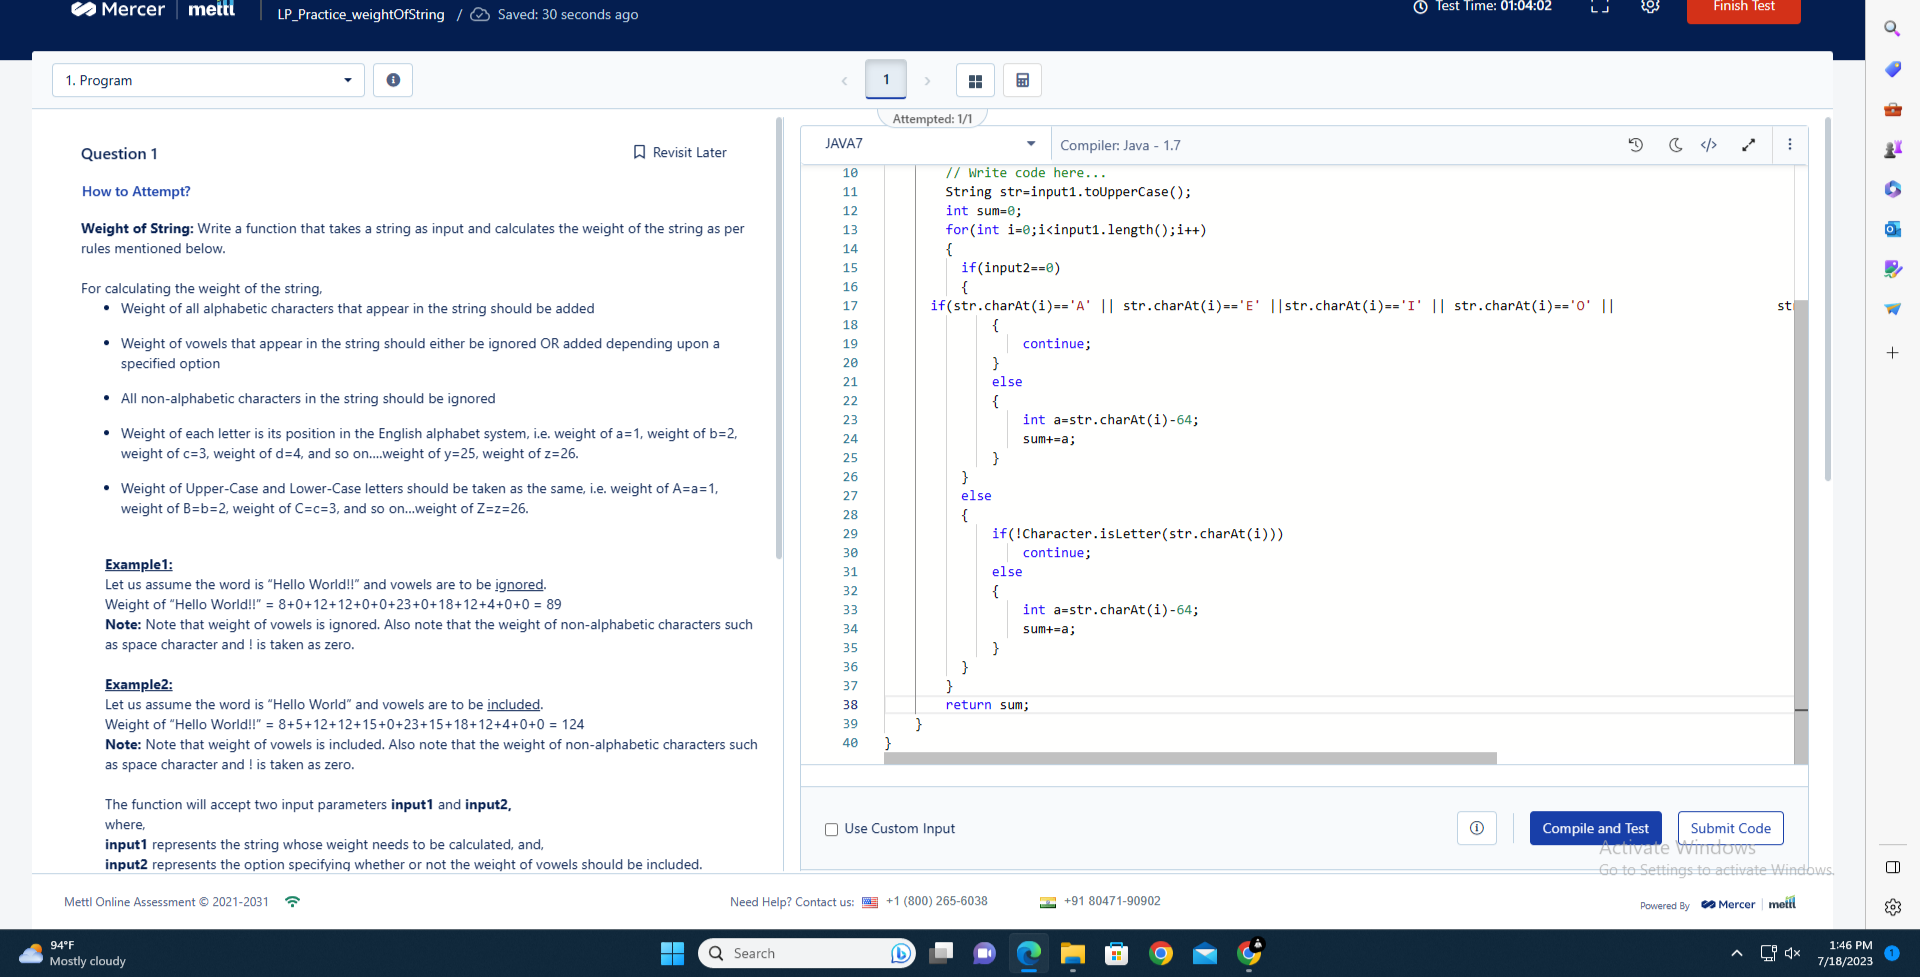 Mercer | mettl
LP_Practice_weightOfString / Saved: 30 seconds ago
Test Time: 01:04:02
Finish Test
1. Program
1
Attempted: 1/1
Question 1
Revisit Later
How to Attempt?
Weight of String: Write a function that takes a string as input and calculates the weight of the string as per
rules mentioned below.
For calculating the weight of the string,
• Weight of all alphabetic characters that appear in the string should be added
• Weight of vowels that appear in the string should either be ignored OR added depending upon a
specified option
• All non-alphabetic characters in the string should be ignored
• Weight of each letter is its position in the English alphabet system, i.e. weight of a=1, weight of b=2,
weight of c=3, weight of d=4, and so on....weight of y=25, weight of z=26.
• Weight of Upper-Case and Lower-Case letters should be taken as the same, i.e. weight of A=a=1,
weight of B=b=2, weight of C=c=3, and so on...weight of Z=z=26.
Example1:
Let us assume the word is “Hello World!!” and vowels are to be ignored.
Weight of “Hello World!!” = 8+0+12+12+0+0+23+0+18+12+4+0+0 = 89
Note: Note that weight of vowels is ignored. Also note that the weight of non-alphabetic characters such
as space character and ! is taken as zero.
Example2:
Let us assume the word is “Hello World” and vowels are to be included.
Weight of “Hello World!!” = 8+5+12+12+15+0+23+15+18+12+4+0+0 = 124
Note: Note that weight of vowels is included. Also note that the weight of non-alphabetic characters such
as space character and ! is taken as zero.
The function will accept two input parameters input1 and input2,
where,
input1 represents the string whose weight needs to be calculated, and,
input2 represents the option specifying whether or not the weight of vowels should be included.
JAVA7
Compiler: Java - 1.7
10 // Write code here...
11 String str=input1.toUpperCase();
12 int sum=0;
13 for(int i=0;i<input1.length();i++)
14 {
15 if(input2==0)
16 {
17 if(str.charAt(i)=='A' || str.charAt(i)=='E' ||str.charAt(i)=='I' || str.charAt(i)=='O' || st
18 {
19 continue;
20 }
21 else
22 {
23 int a=str.charAt(i)-64;
24 sum+=a;
25 }
26 }
27 else
28 {
29 if(!Character.isLetter(str.charAt(i)))
30 continue;
31 else
32 {
33 int a=str.charAt(i)-64;
34 sum+=a;
35 }
36 }
37 }
38 return sum;
39 }
40 }
Use Custom Input
Compile and Test
Submit Code
Activate Windows
Go to Settings to activate Windows.
Mettl Online Assessment © 2021-2031
Need Help? Contact us: +1 (800) 265-6038 +91 80471-90902
Powered By Mercer | mettl
94°F
Mostly cloudy
Search
1:46 PM
7/18/2023
1